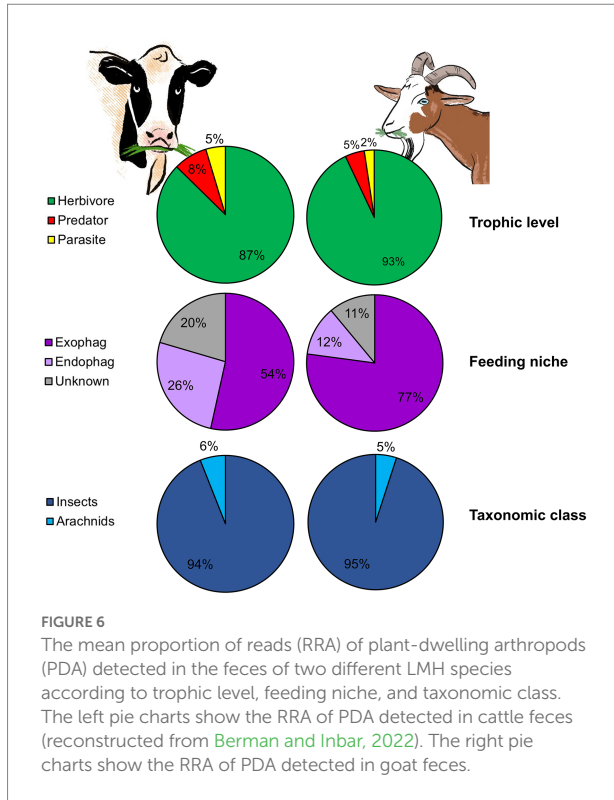 5%
8%
87%
5% 2%
93%
Herbivore
Predator
Parasite
Trophic level
20%
26%
54%
11%
12%
77%
Exophag
Endophag
Unknown
Feeding niche
6%
94%
5%
95%
Insects
Arachnids
Taxonomic class
FIGURE 6
The mean proportion of reads (RRA) of plant-dwelling arthropods
(PDA) detected in the feces of two different LMH species
according to trophic level, feeding niche, and taxonomic class.
The left pie charts show the RRA of PDA detected in cattle feces
(reconstructed from Berman and Inbar, 2022). The right pie
charts show the RRA of PDA detected in goat feces.